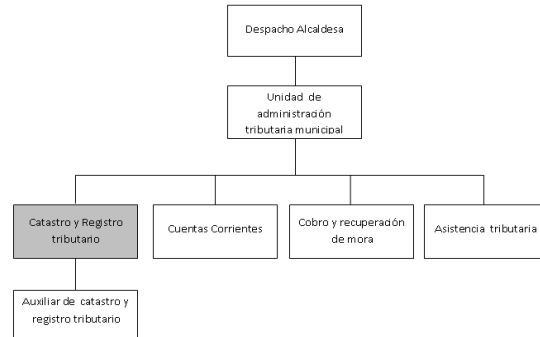 Despacho Alcaldesa
Unidad de
administración
tributaria municipal
Catastro y Registro
tributario
Cuentas Corrientes
Cobro y recuperación
de mora
Asistencia tributaria
Auxiliar de catastro y
registro tributario